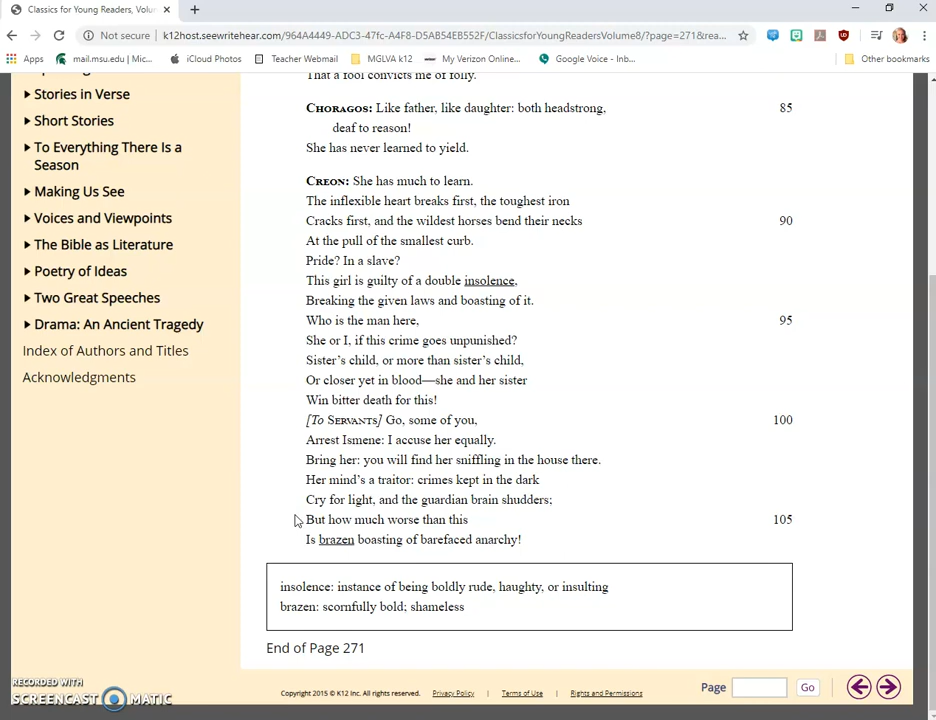 Classics for Young Readers, Volum
Not secure | k12host.seewritehear.com/964A4449-ADC3-47fc-A4F8-D5AB54EB552F/ClassicsforYoungReadersVolume8/?page=271&rea...
Apps mail.msu.edu | Mic... iCloud Photos Teacher Webmail MGLVA k12 My Verizon Online... Google Voice - Inb... Other bookmarks
Stories in Verse
Short Stories
To Everything There Is a
Season
Making Us See
Voices and Viewpoints
The Bible as Literature
Poetry of Ideas
Two Great Speeches
Drama: An Ancient Tragedy
Index of Authors and Titles
Acknowledgments
That a fool convicts me of folly.
CHORAGOS: Like father, like daughter: both headstrong, 85
deaf to reason!
She has never learned to yield.
CREON: She has much to learn.
The inflexible heart breaks first, the toughest iron
Cracks first, and the wildest horses bend their necks 90
At the pull of the smallest curb.
Pride? In a slave?
This girl is guilty of a double insolence,
Breaking the given laws and boasting of it.
Who is the man here, 95
She or I, if this crime goes unpunished?
Sister's child, or more than sister's child,
Or closer yet in blood—she and her sister
Win bitter death for this!
[To SERVANTS] Go, some of you, 100
Arrest Ismene: I accuse her equally.
Bring her: you will find her sniffling in the house there.
Her mind's a traitor: crimes kept in the dark
Cry for light, and the guardian brain shudders;
But how much worse than this 105
Is brazen boasting of barefaced anarchy!
insolence: instance of being boldly rude, haughty, or insulting
brazen: scornfully bold; shameless
End of Page 271
RECORDED WITH
SCREENCAST MATIC
Copyright 2015 © K12 Inc. All rights reserved. Privacy Policy | Terms of Use | Rights and Permissions
Page Go